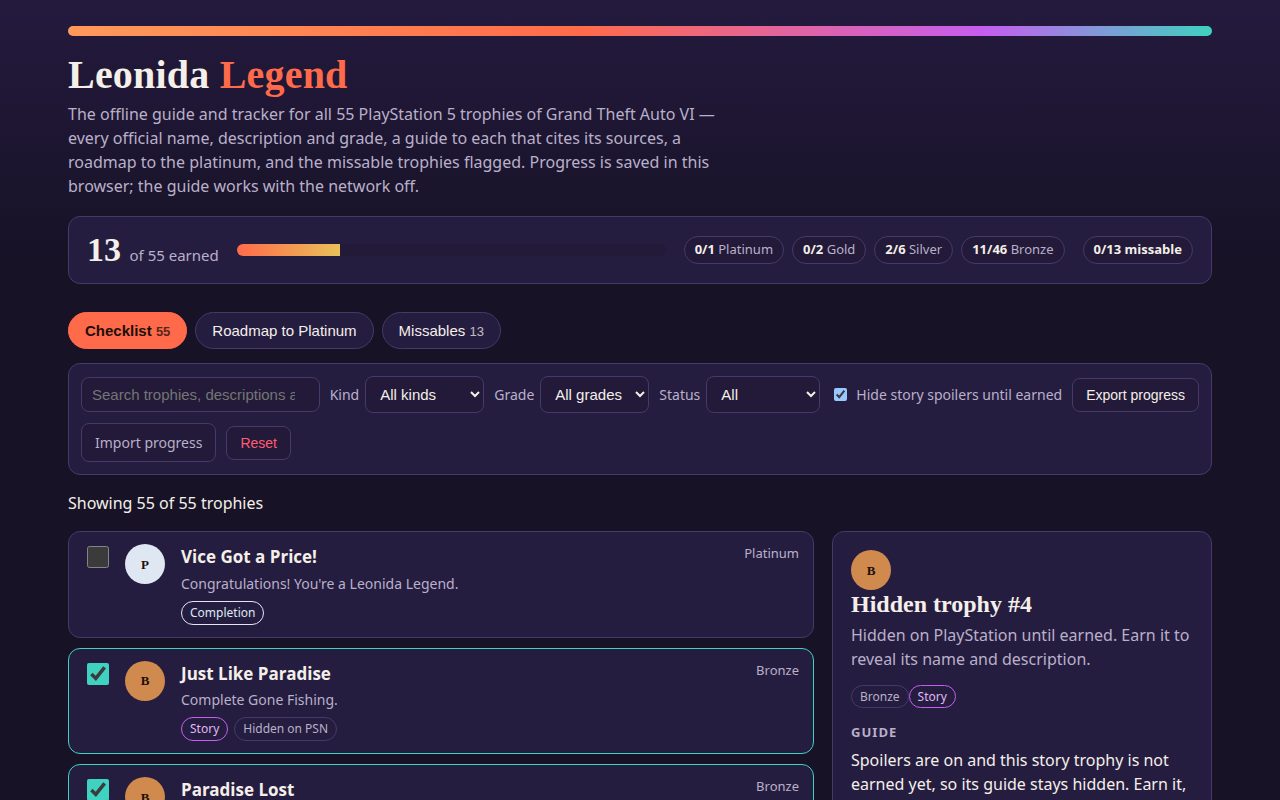 Leonida Legend
The offline guide and tracker for all 55 PlayStation 5 trophies of Grand Theft Auto VI —
every official name, description and grade, a guide to each that cites its sources, a
roadmap to the platinum, and the missable trophies flagged. Progress is saved in this
browser; the guide works with the network off.
13 of 55 earned
0/1 Platinum
0/2 Gold
2/6 Silver
11/46 Bronze
0/13 missable
Checklist 55
Roadmap to Platinum
Missables 13
Search trophies, descriptions a
Kind
All kinds
Grade
All grades
Status
All
Hide story spoilers until earned
Export progress
Import progress
Reset
Showing 55 of 55 trophies
P
Vice Got a Price!
Platinum
Congratulations! You're a Leonida Legend.
Completion
B
Just Like Paradise
Bronze
Complete Gone Fishing.
Story
Hidden on PSN
B
Paradise Lost
Bronze
B
Hidden trophy #4
Hidden on PlayStation until earned. Earn it to
reveal its name and description.
Bronze
Story
GUIDE
Spoilers are on and this story trophy is not
earned yet, so its guide stays hidden. Earn it,